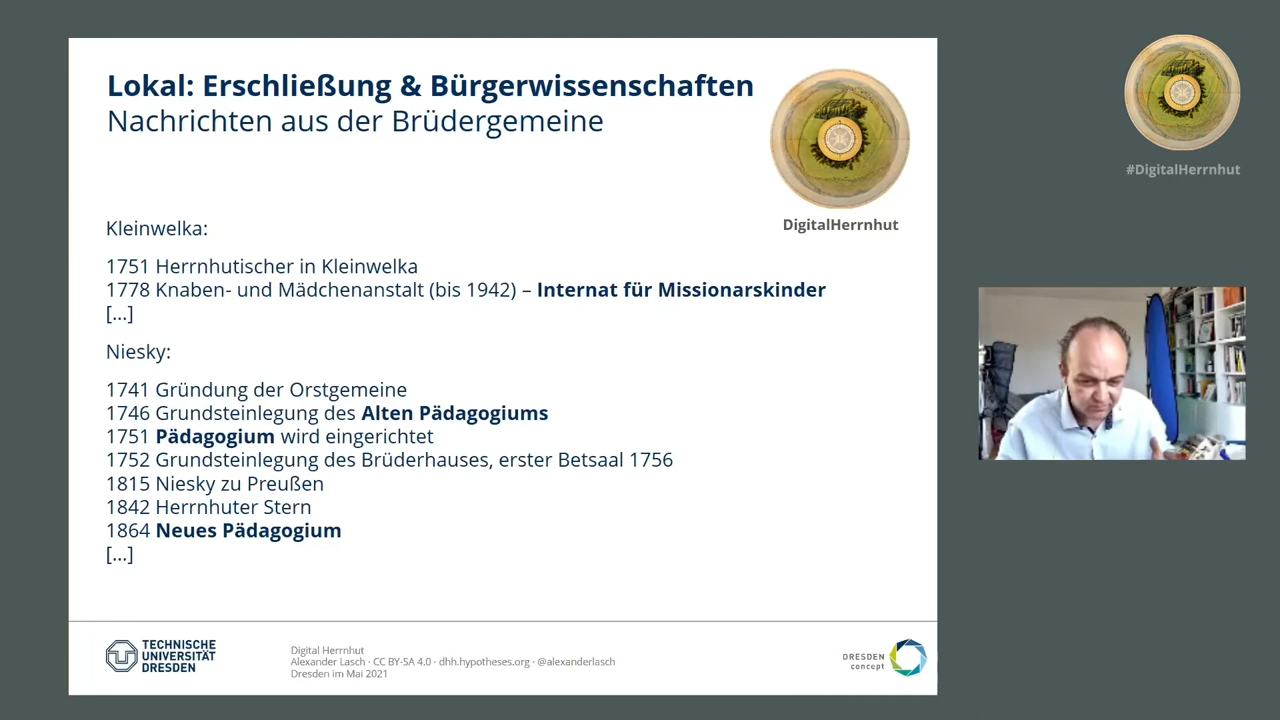 Lokal: Erschließung & Bürgerwissenschaften
Nachrichten aus der Brüdergemeine
DigitalHerrnhut
#DigitalHerrnhut
Kleinwelka:
1751 Herrnhutischer in Kleinwelka
1778 Knaben- und Mädchenanstalt (bis 1942) – Internat für Missionarskinder
[...]
Niesky:
1741 Gründung der Orstgemeine
1746 Grundsteinlegung des Alten Pädagogiums
1751 Pädagogium wird eingerichtet
1752 Grundsteinlegung des Brüderhauses, erster Betsaal 1756
1815 Niesky zu Preußen
1842 Herrnhuter Stern
1864 Neues Pädagogium
[...]
TECHNISCHE
UNIVERSITÄT
DRESDEN
Digital Herrnhut
Alexander Lasch · CC BY-SA 4.0 · dhh.hypotheses.org · @alexanderlasch
Dresden im Mai 2021
DRESDEN
concept